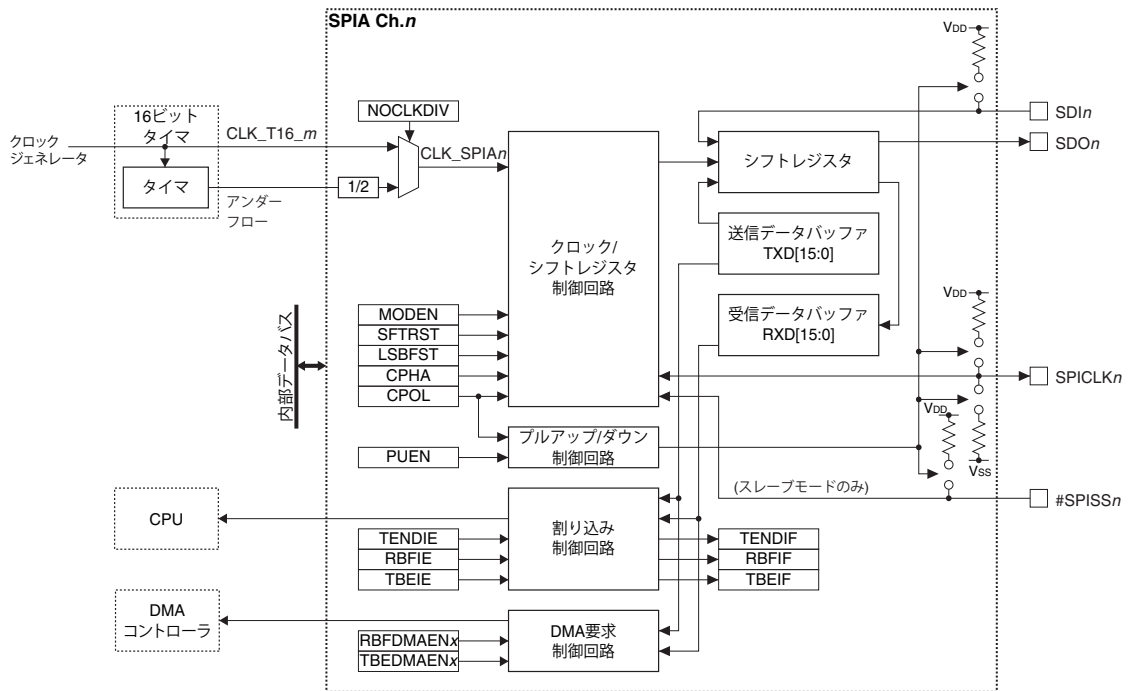 SPIA Ch.n
VDD
16ビット
タイマ
クロック
ジェネレータ
CLK_T16_m
NOCLKDIV
CLK_SPIAn
タイマ
アンダー
フロー
1/2
クロック/
シフトレジスタ
制御回路
シフトレジスタ
SDIn
SDOn
送信データバッファ
TXD[15:0]
受信データバッファ
RXD[15:0]
VDD
内部データバス
MODEN
SFTRST
LSBFST
CPHA
CPOL
SPICLKn
VDD
VSS
PUEN
プルアップ/ダウン
制御回路
(スレーブモードのみ)
#SPISSn
CPU
割り込み
制御回路
TENDIE
RBFIE
TBEIE
TENDIF
RBFIF
TBEIF
DMA
コントローラ
DMA要求
制御回路
RBFDMAENx
TBEDMAENx